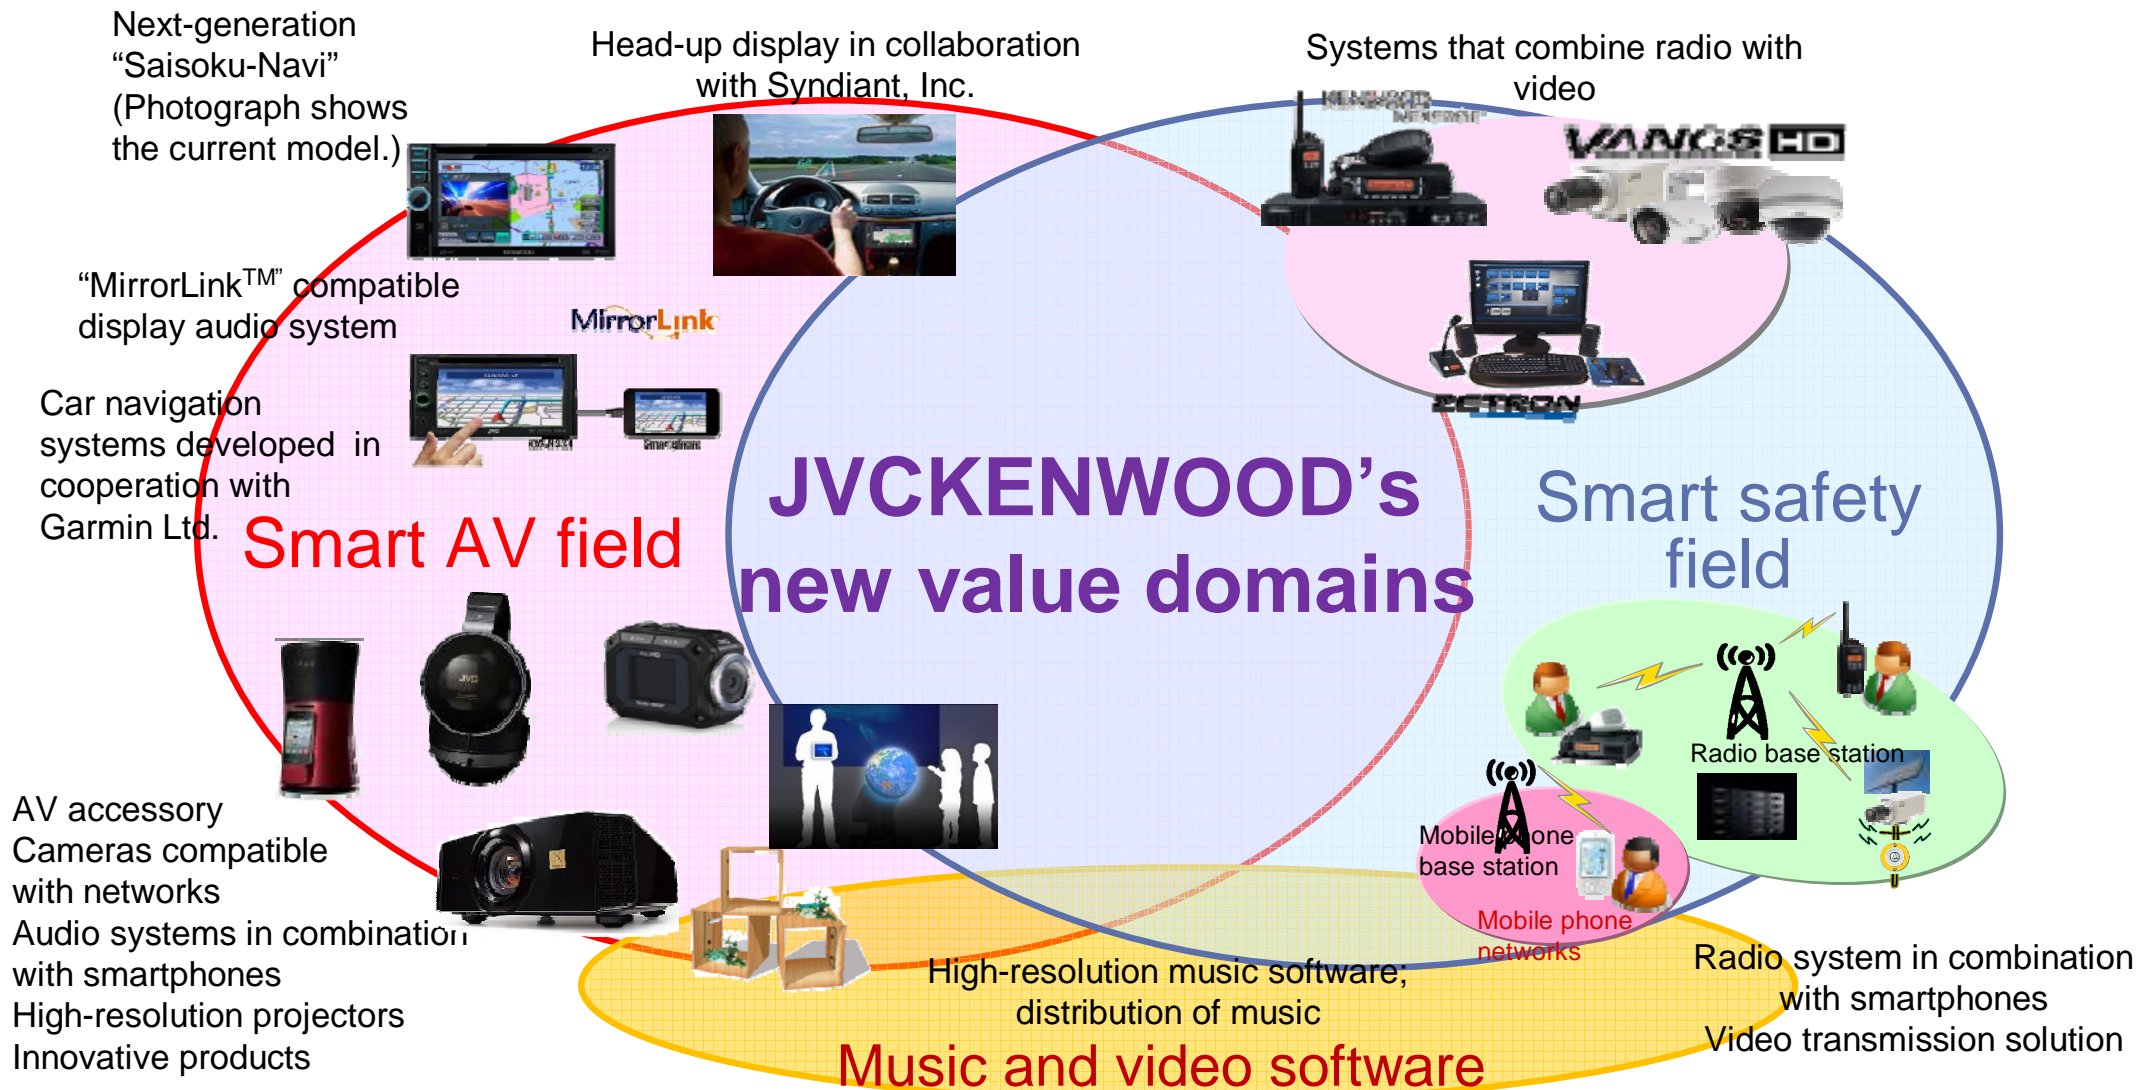 Next-generation
“Saisoku-Navi”
(Photograph shows
the current model.)
Head-up display in collaboration
with Syndiant, Inc.
Systems that combine radio with
video
KENWOOD
VANOS HD
“MirrorLink™” compatible
display audio system
MirrorLink
Car navigation
systems developed in
cooperation with
Garmin Ltd.
ZETRON
Smart AV field
JVCKENWOOD’s
new value domains
Smart safety
field
JVC
Radio base station
Mobile phone
base station
Mobile phone
networks
AV accessory
Cameras compatible
with networks
Audio systems in combination
with smartphones
High-resolution projectors
Innovative products
High-resolution music software;
distribution of music
Music and video software
Radio system in combination
with smartphones
Video transmission solution